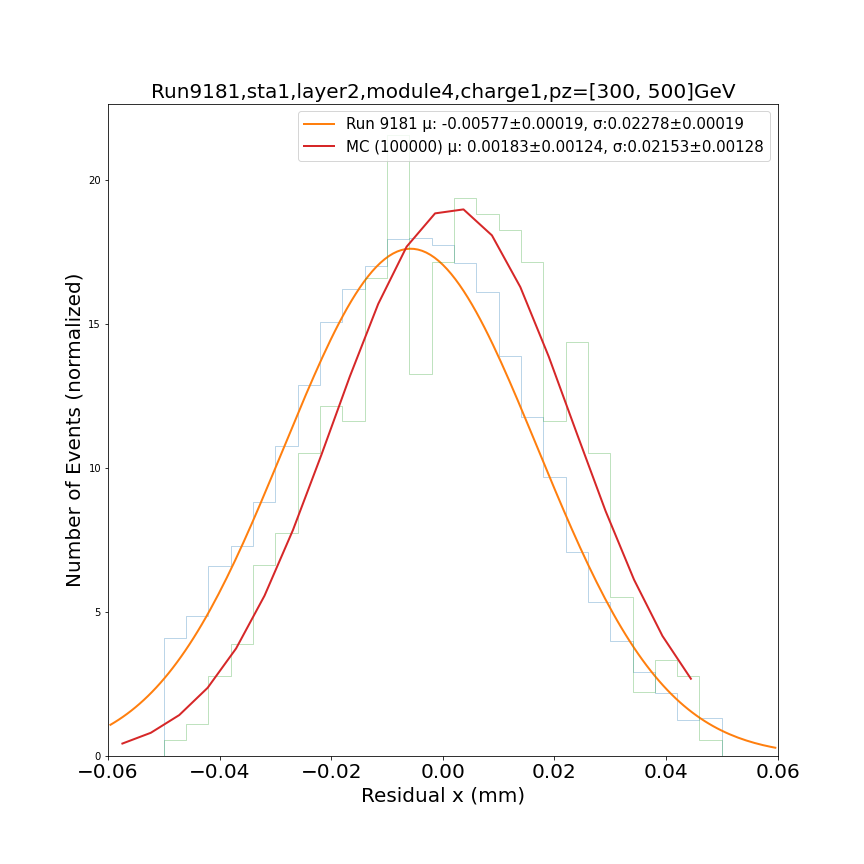 Run9181,sta1,layer2,module4,charge1,pz=[300, 500]GeV
Run 9181 μ: -0.00577±0.00019, σ:0.02278±0.00019
MC (100000) μ: 0.00183±0.00124, σ:0.02153±0.00128
Number of Events (normalized)
20
15
10
5
0
−0.06 −0.04 −0.02 0.00 0.02 0.04 0.06
Residual x (mm)